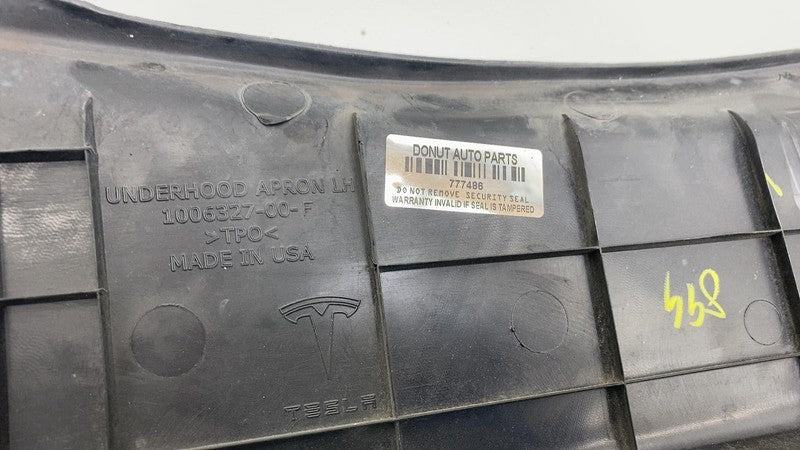 UNDERHOOD APRON LH
1006327-00-F
>TPO<
MADE IN USA
TESLA
DONUT AUTO PARTS
777486
DO NOT REMOVE SECURITY SEAL
WARRANTY INVALID IF SEAL IS TAMPERED